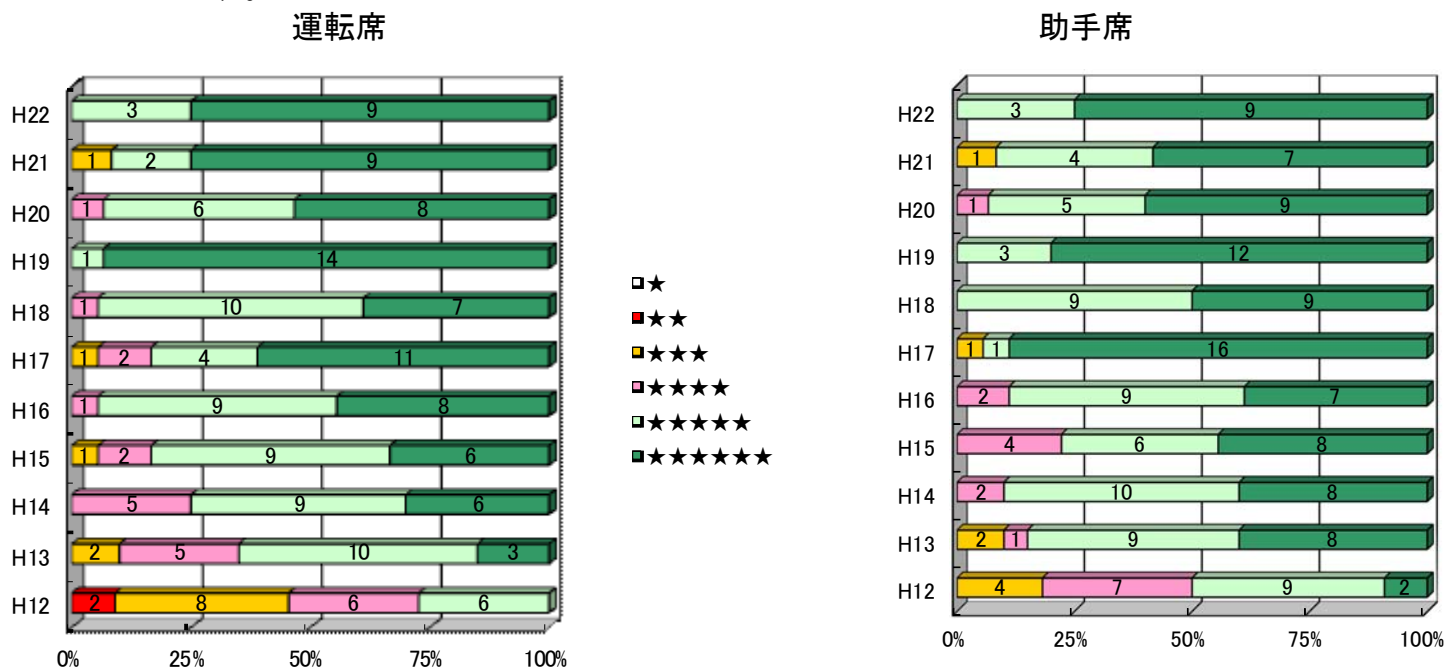 運転席
H22 3 9
H21 1 2 9
H20 1 6 8
H19 1 14
H18 1 10 7
H17 1 2 4 11
H16 1 9 8
H15 1 2 9 6
H14 5 9 6
H13 2 5 10 3
H12 2 8 6 6
0% 25% 50% 75% 100%
★
★★
★★★
★★★★
★★★★★
★★★★★★
助手席
H22 3 9
H21 1 4 7
H20 1 5 9
H19 3 12
H18 9 9
H17 1 1 16
H16 2 9 7
H15 4 6 8
H14 2 10 8
H13 2 1 9 8
H12 4 7 9 2
0% 25% 50% 75% 100%